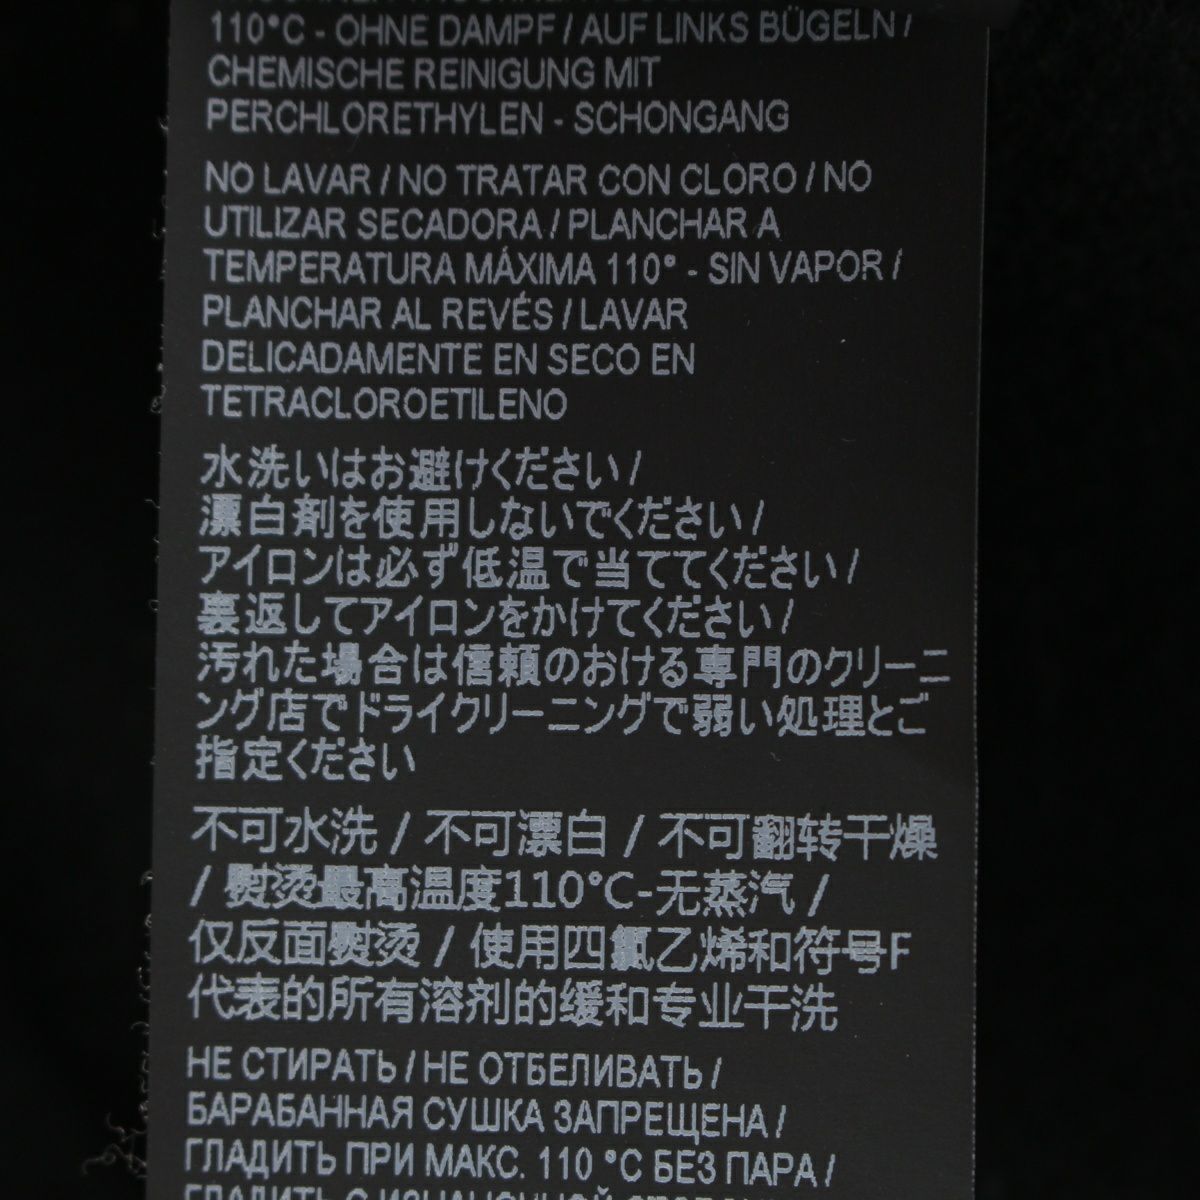 110°C - OHNE DAMPF / AUF LINKS BÜGELN /
CHEMISCHE REINIGUNG MIT
PERCHLORETHYLEN - SCHONGANG
NO LAVAR / NO TRATAR CON CLORO / NO
UTILIZAR SECADORA / PLANCHAR A
TEMPERATURA MÁXIMA 110° - SIN VAPOR /
PLANCHAR AL REVÉS / LAVAR
DELICADAMENTE EN SECO EN
TETRACLOROETILENO
水洗いはお避けください/
漂白剤を使用しないでください/
アイロンは必ず低温で当ててください/
裏返してアイロンをかけてください/
汚れた場合は信頼のおける専門のクリーニ
ング店でドライクリーニングで弱い処理とご
指定ください
不可水洗 / 不可漂白 / 不可翻转干燥
/ 熨烫最高温度110°C-无蒸汽 /
仅反面熨烫 / 使用四氯乙烯和符号F
代表的所有溶剂的缓和专业干洗
НЕ СТИРАТЬ / НЕ ОТБЕЛИВАТЬ /
БАРАБАННАЯ СУШКА ЗАПРЕЩЕНА /
ГЛАДИТЬ ПРИ МАКС. 110 °C БЕЗ ПАРА /
ГЛАДИТЬ С ИЗНАНОЧНОЙ